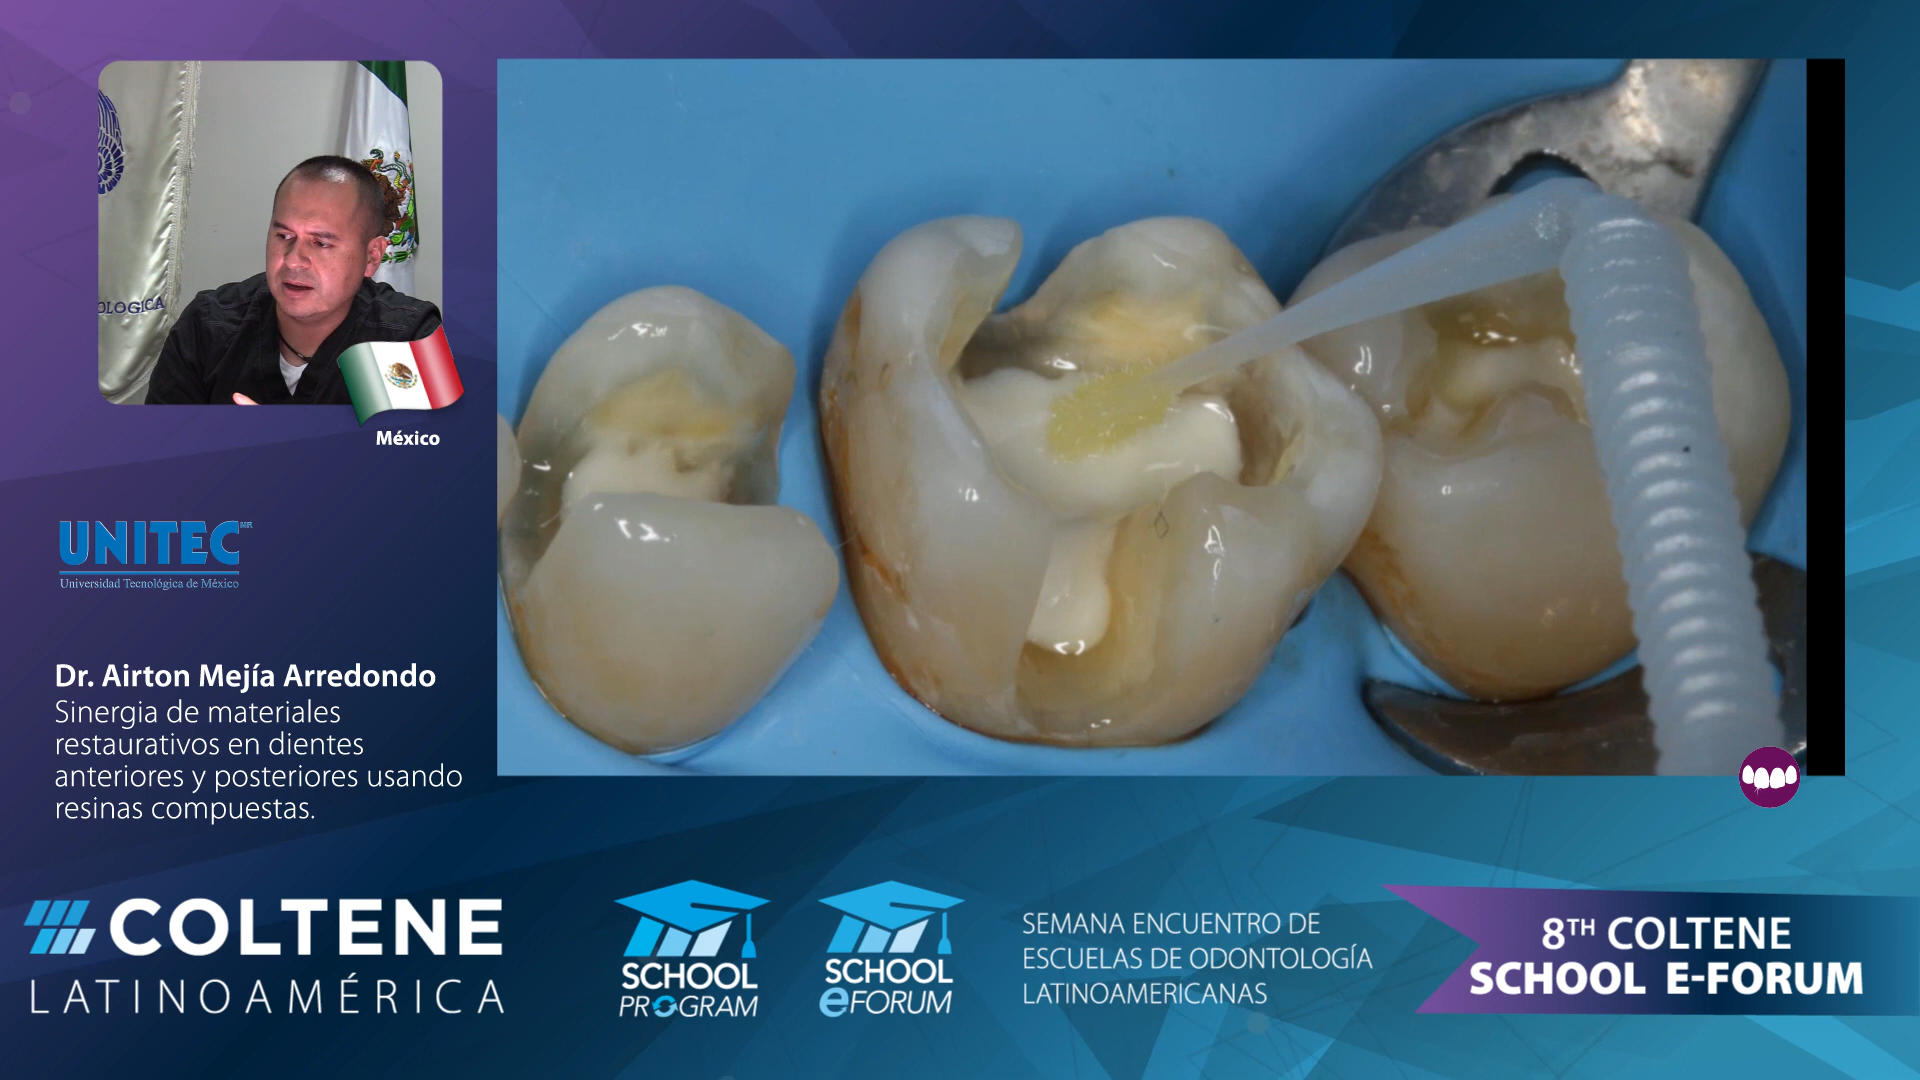 OLOGICA
México
UNITEC MR
Universidad Tecnológica de México
Dr. Airton Mejía Arredondo
Sinergia de materiales
restaurativos en dientes
anteriores y posteriores usando
resinas compuestas.
COLTENE
LATINOAMÉRICA
SCHOOL
PROGRAM
SCHOOL
eFORUM
SEMANA ENCUENTRO DE
ESCUELAS DE ODONTOLOGÍA
LATINOAMERICANAS
8TH COLTENE
SCHOOL E-FORUM